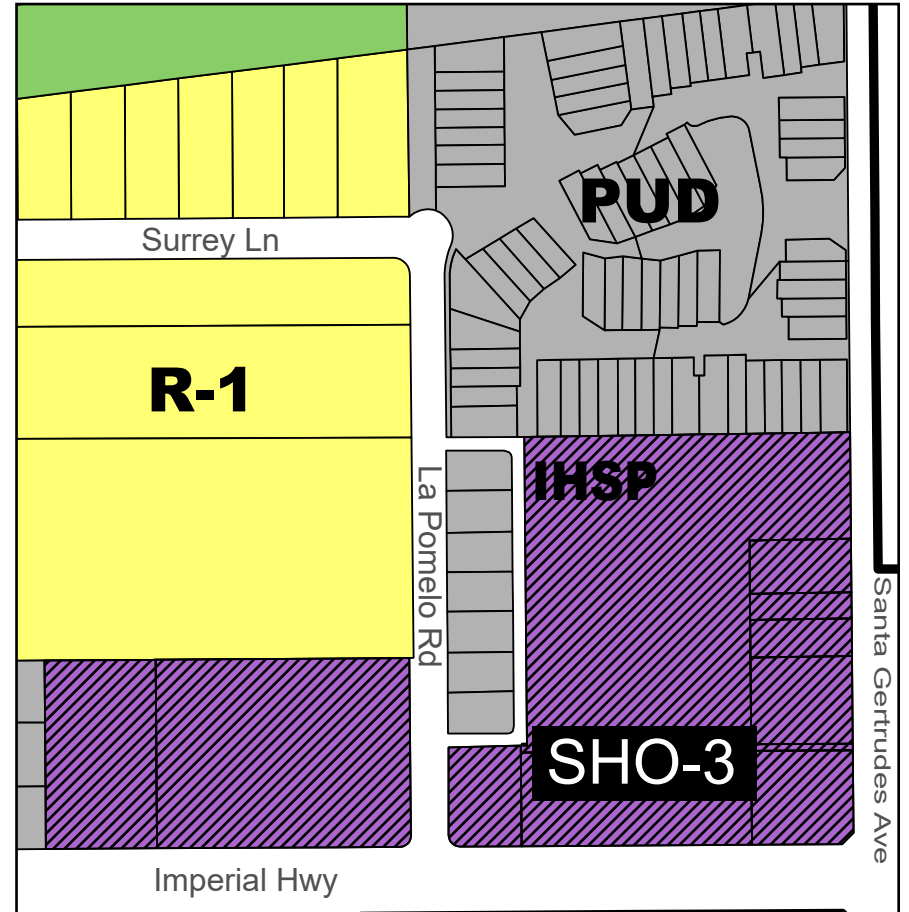 PUD
Surrey Ln
R-1
IHSP
La Pomelo Rd
Santa Gertrudes Ave
SHO-3
Imperial Hwy